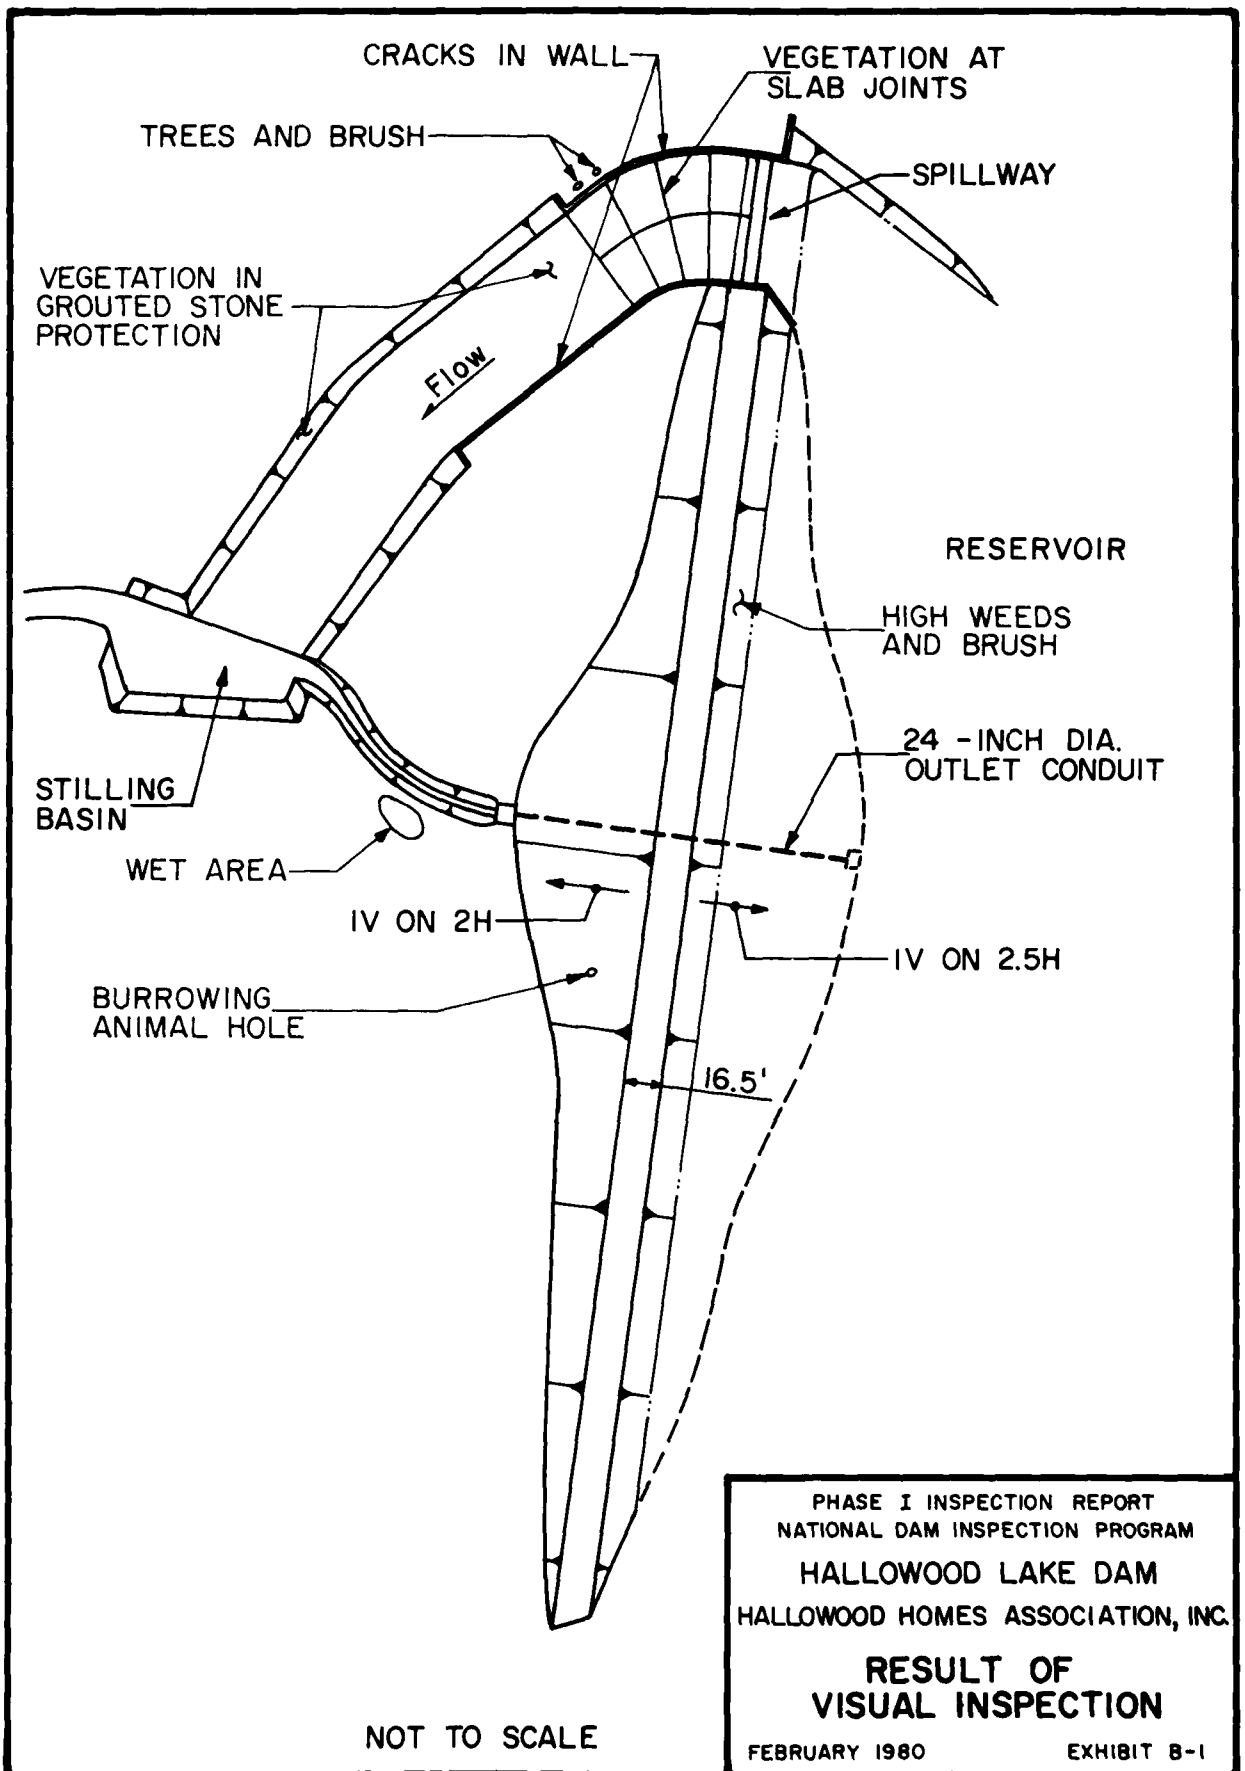 CRACKS IN WALL
VEGETATION AT
SLAB JOINTS
TREES AND BRUSH
SPILLWAY
VEGETATION IN
GROUTED STONE
PROTECTION
Flow
RESERVOIR
HIGH WEEDS
AND BRUSH
24 - INCH DIA.
OUTLET CONDUIT
STILLING
BASIN
WET AREA
1V ON 2H
1V ON 2.5H
BURROWING
ANIMAL HOLE
16.5'
PHASE I INSPECTION REPORT
NATIONAL DAM INSPECTION PROGRAM
HALLOWOOD LAKE DAM
HALLOWOOD HOMES ASSOCIATION, INC.
RESULT OF
VISUAL INSPECTION
NOT TO SCALE
FEBRUARY 1980 EXHIBIT B-1